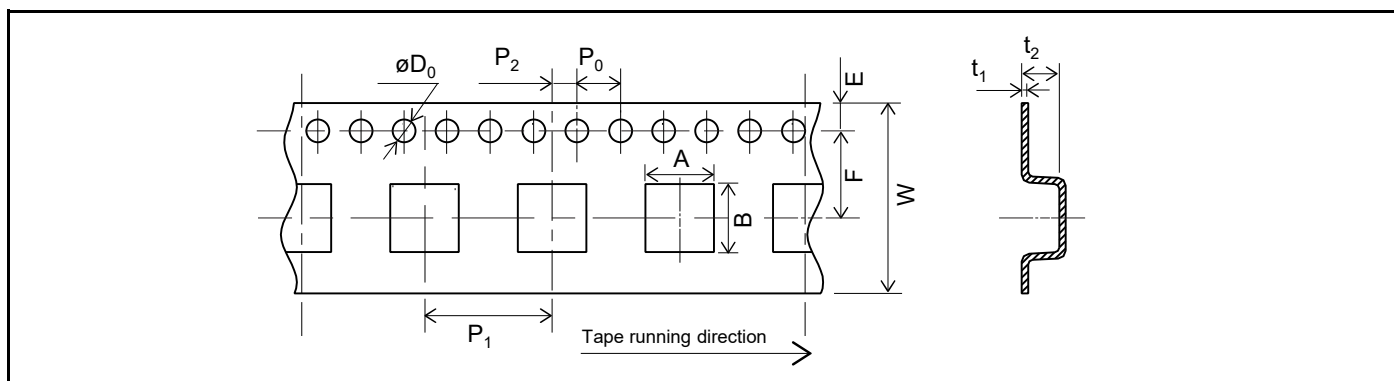 t₂
P₂
P₀
øD₀
t₁
E
A
F
W
B
P₁
Tape running direction